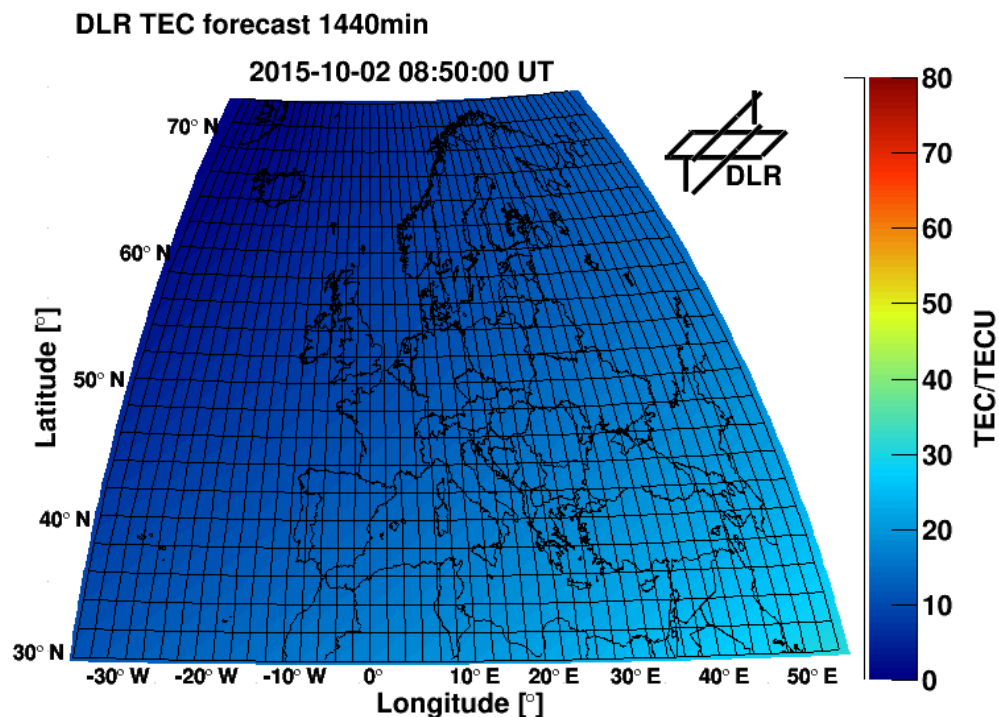 DLR TEC forecast 1440min
2015-10-02 08:50:00 UT
70° N
60° N
50° N
40° N
30° N
Latitude [°]
-30° W -20° W -10° W 0° 10° E 20° E 30° E 40° E 50° E
Longitude [°]
DLR
80
70
60
50
40
30
20
10
0
TEC/TECU